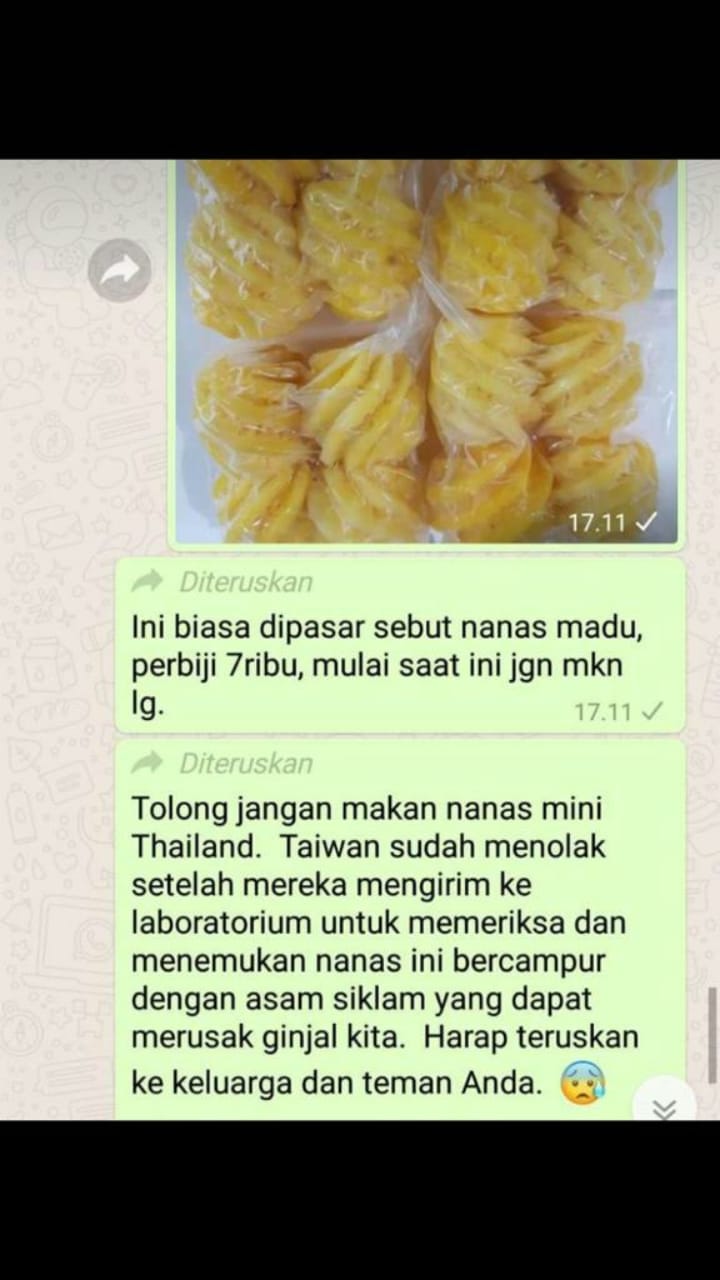 17.11
Diteruskan
Ini biasa dipasar sebut nanas madu,
perbiji 7ribu, mulai saat ini jgn mkn
lg.
17.11
Diteruskan
Tolong jangan makan nanas mini
Thailand.  Taiwan sudah menolak
setelah mereka mengirim ke
laboratorium untuk memeriksa dan
menemukan nanas ini bercampur
dengan asam siklam yang dapat
merusak ginjal kita.  Harap teruskan
ke keluarga dan teman Anda. 😰